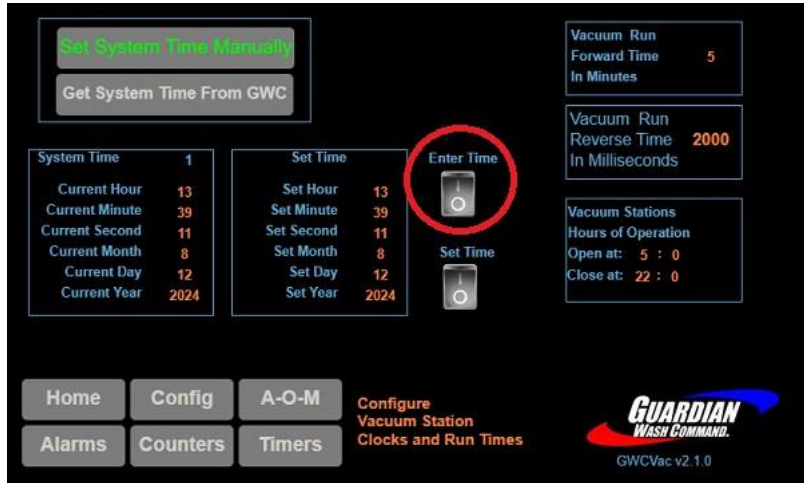 Set System Time Manually
Get System Time From GWC
Vacuum Run
Forward Time 5
In Minutes
Vacuum Run
Reverse Time 2000
In Milliseconds
System Time 1
Current Hour 13
Current Minute 39
Current Second 11
Current Month 8
Current Day 12
Current Year 2024
Set Time
Set Hour 13
Set Minute 39
Set Second 11
Set Month 8
Set Day 12
Set Year 2024
Enter Time
Set Time
Vacuum Stations
Hours of Operation
Open at: 5 : 0
Close at: 22 : 0
Home Config A-O-M
Alarms Counters Timers
Configure
Vacuum Station
Clocks and Run Times
GUARDIAN
WASH COMMAND.
GWCVac v2.1.0